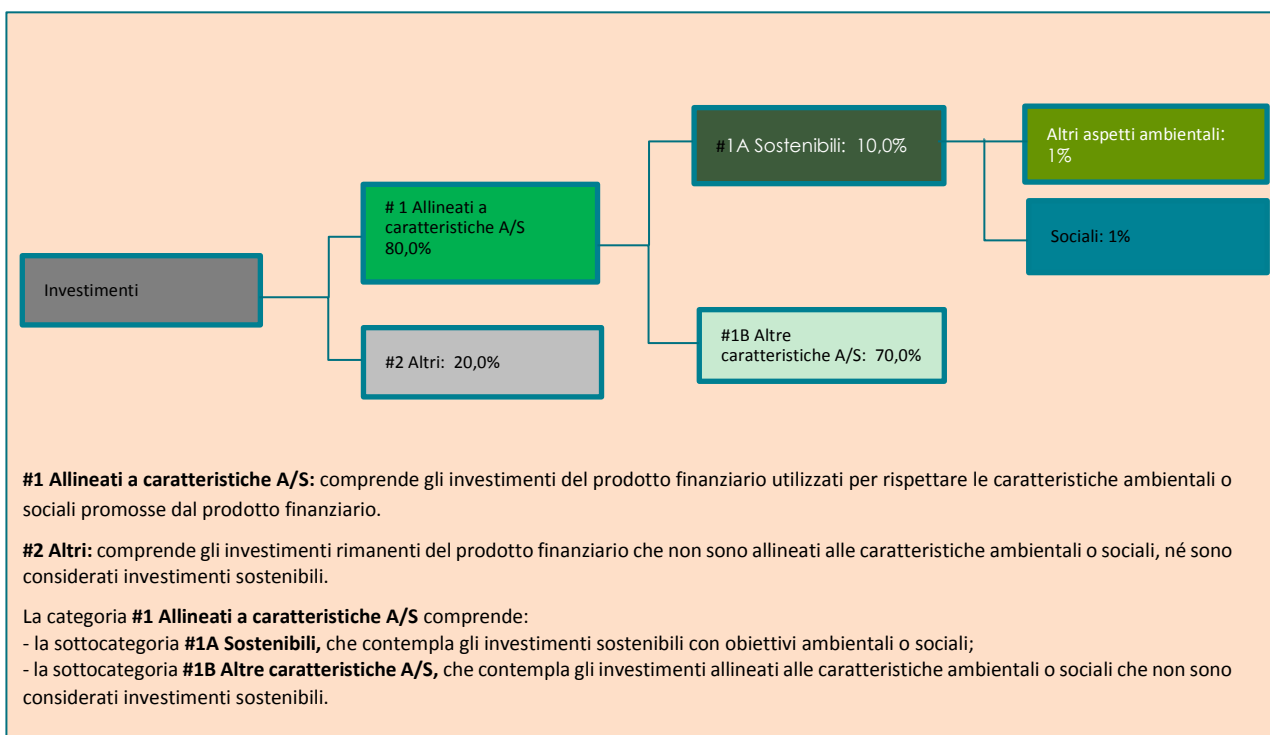 #1A Sostenibili: 10,0%
Altri aspetti ambientali:
1%
# 1 Allineati a
caratteristiche A/S
80,0%
Sociali: 1%
Investimenti
#1B Altre
caratteristiche A/S: 70,0%
#2 Altri: 20,0%
#1 Allineati a caratteristiche A/S: comprende gli investimenti del prodotto finanziario utilizzati per rispettare le caratteristiche ambientali o
sociali promosse dal prodotto finanziario.
#2 Altri: comprende gli investimenti rimanenti del prodotto finanziario che non sono allineati alle caratteristiche ambientali o sociali, né sono
considerati investimenti sostenibili.
La categoria #1 Allineati a caratteristiche A/S comprende:
- la sottocategoria #1A Sostenibili, che contempla gli investimenti sostenibili con obiettivi ambientali o sociali;
- la sottocategoria #1B Altre caratteristiche A/S, che contempla gli investimenti allineati alle caratteristiche ambientali o sociali che non sono
considerati investimenti sostenibili.